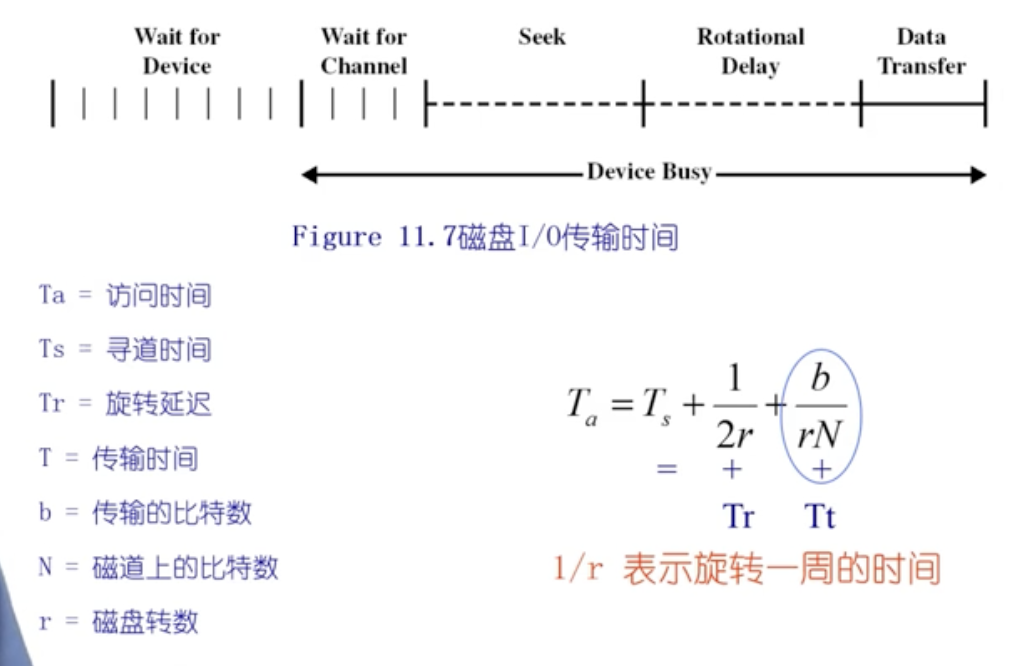 Wait for Device
Wait for Channel
Seek
Rotational Delay
Data Transfer
Device Busy
Figure 11.7磁盘I/O传输时间
Ta = 访问时间
Ts = 寻道时间
Tr = 旋转延迟
T = 传输时间
b = 传输的比特数
N = 磁道上的比特数
r = 磁盘转数
T_a = T_s + 1/2r + b/rN
= + +
Tr Tt
1/r 表示旋转一周的时间